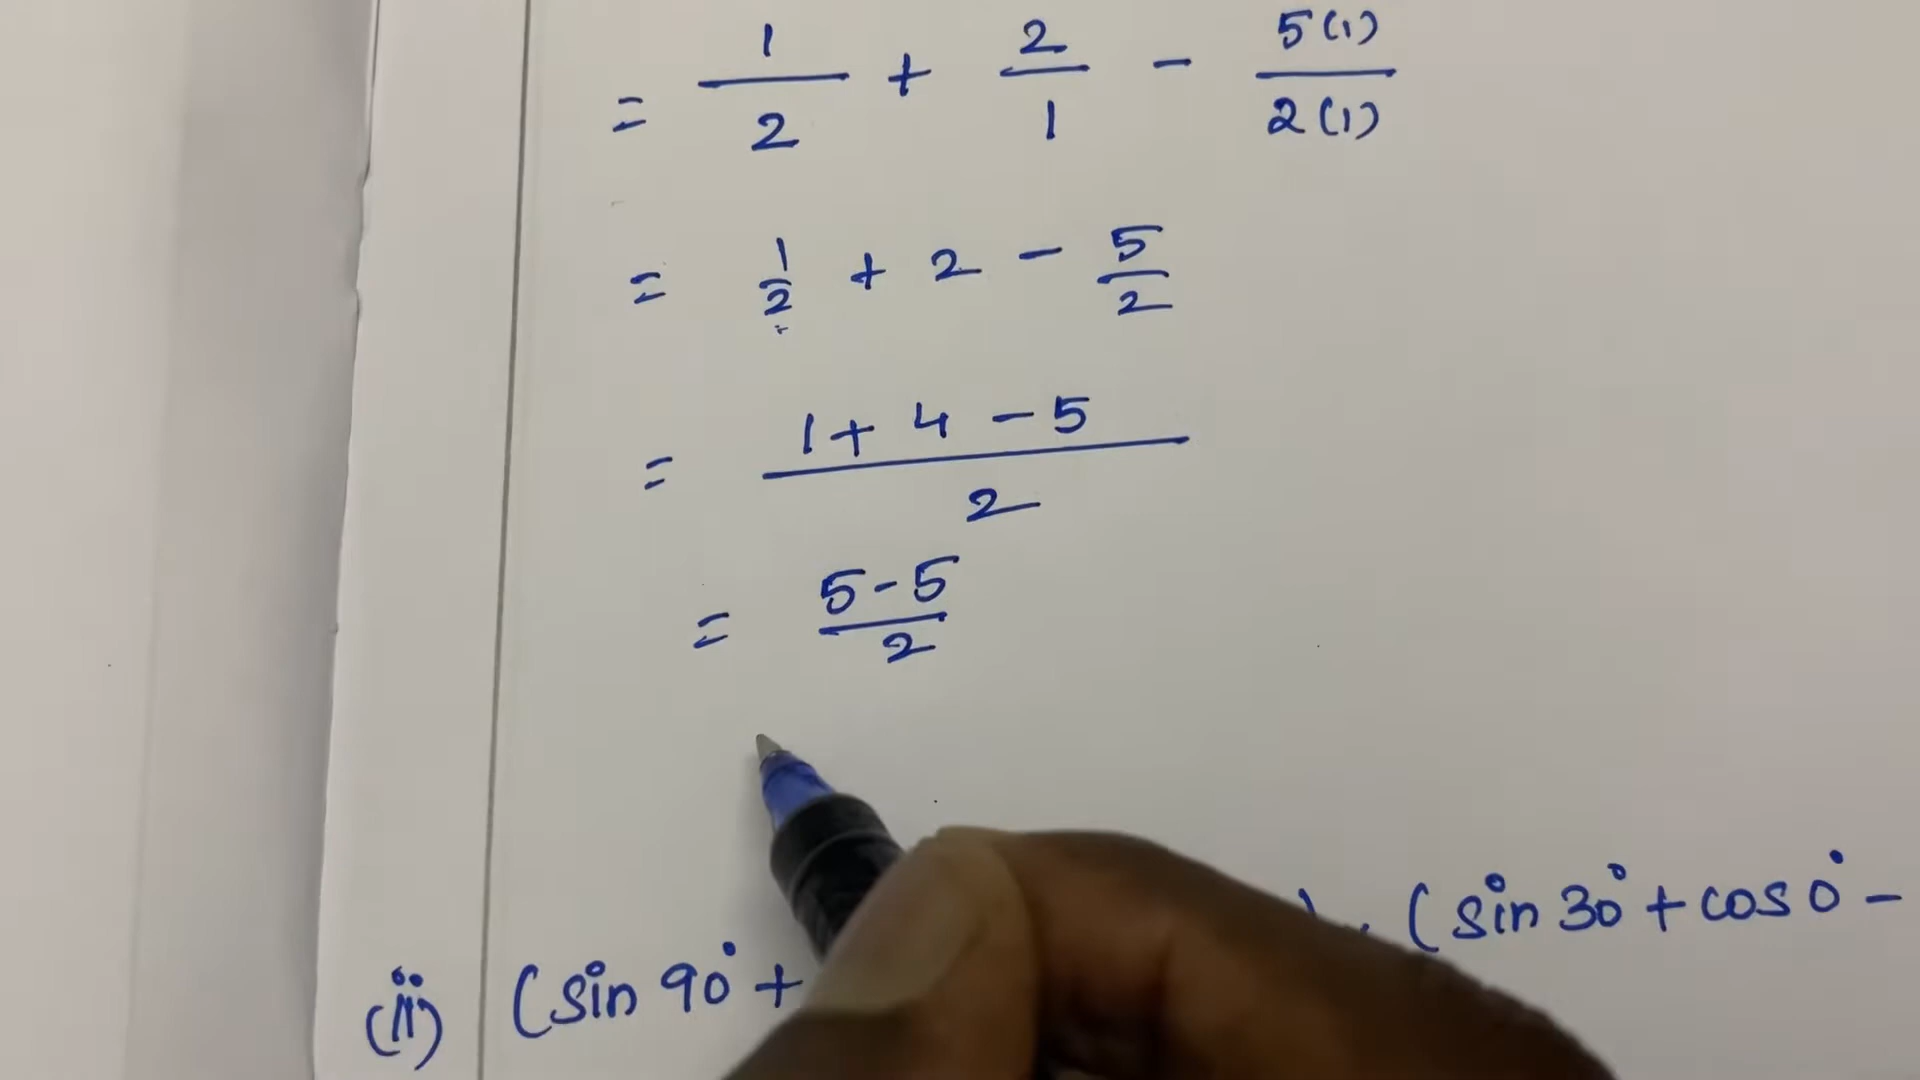 = 1/2 + 2/1 - 5(1)/2(1)
= 1/2 + 2 - 5/2
= 1+4-5/2
= 5-5/2
(ii) (sin 90° + ). (sin 30° + cos 0° -